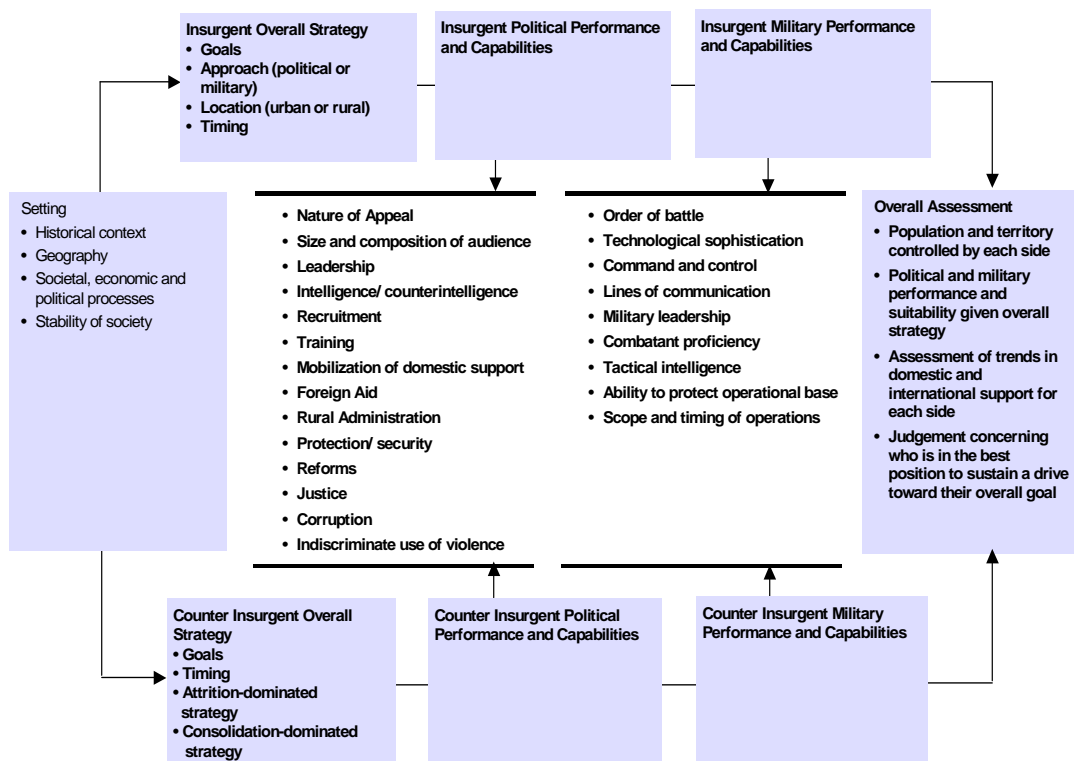 Insurgent Overall Strategy
• Goals
• Approach (political or
military)
• Location (urban or rural)
• Timing
Insurgent Political Performance
and Capabilities
Insurgent Military Performance
and Capabilities
Setting
• Historical context
• Geography
• Societal, economic and
political processes
• Stability of society
• Nature of Appeal
• Size and composition of audience
• Leadership
• Intelligence/ counterintelligence
• Recruitment
• Training
• Mobilization of domestic support
• Foreign Aid
• Rural Administration
• Protection/ security
• Reforms
• Justice
• Corruption
• Indiscriminate use of violence
• Order of battle
• Technological sophistication
• Command and control
• Lines of communication
• Military leadership
• Combatant proficiency
• Tactical intelligence
• Ability to protect operational base
• Scope and timing of operations
Overall Assessment
• Population and territory
controlled by each side
• Political and military
performance and
suitability given overall
strategy
• Assessment of trends in
domestic and
international support for
each side
• Judgement concerning
who is in the best
position to sustain a drive
toward their overall goal
Counter Insurgent Overall
Strategy
• Goals
• Timing
• Attrition-dominated
strategy
• Consolidation-dominated
strategy
Counter Insurgent Political
Performance and Capabilities
Counter Insurgent Military
Performance and Capabilities